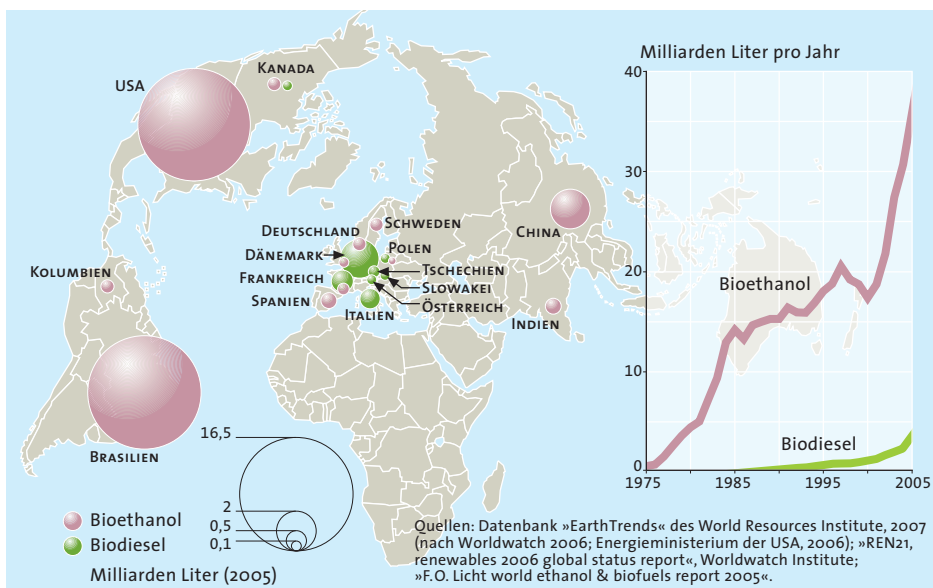 USA
KANADA
KOLUMBIEN
BRASILIEN
DEUTSCHLAND
SCHWEDEN
DÄNEMARK
POLEN
FRANKREICH
TSCHECHIEN
SLOWAKEI
SPANIEN
ÖSTERREICH
ITALIEN
CHINA
INDIEN
16,5
2
0,5
0,1
Bioethanol
Biodiesel
Milliarden Liter (2005)
Milliarden Liter pro Jahr
40
30
20
10
0
Bioethanol
Biodiesel
1975
1985
1995
2005
Quellen: Datenbank »EarthTrends« des World Resources Institute, 2007
(nach Worldwatch 2006; Energieministerium der USA, 2006); »REN21,
renewables 2006 global status report«, Worldwatch Institute;
»F.O. Licht world ethanol & biofuels report 2005«.